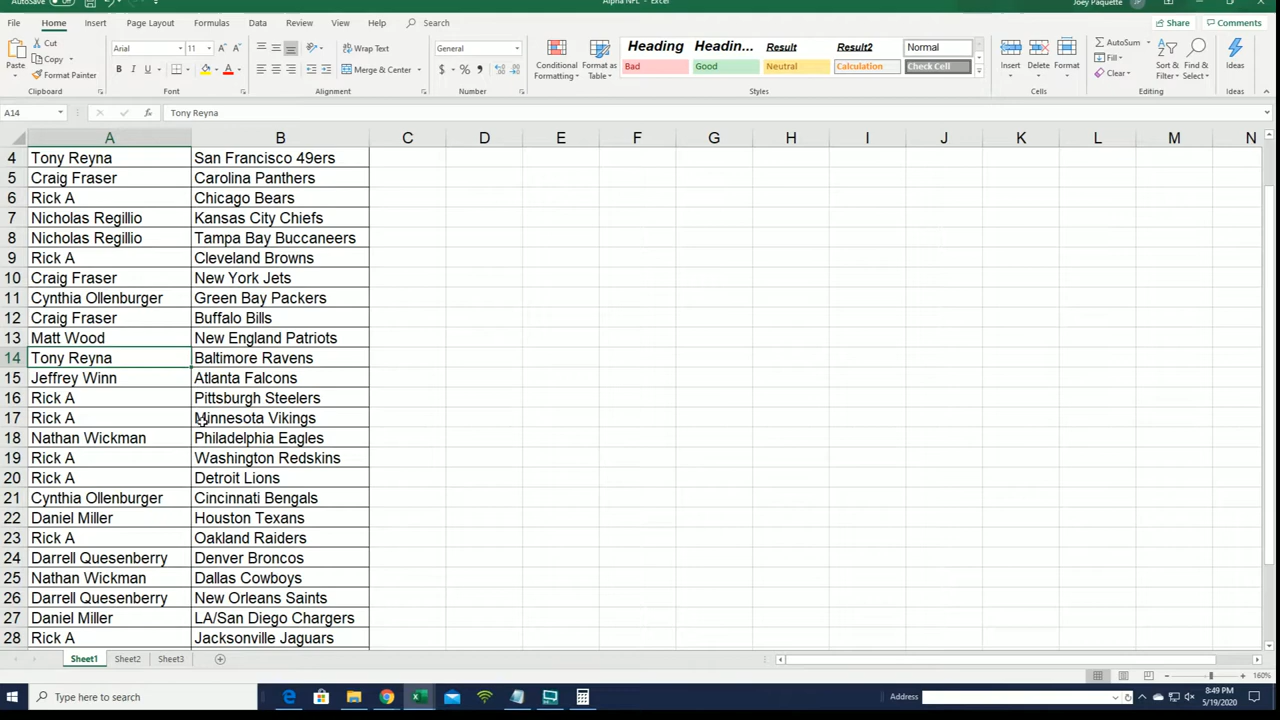 AutoSave Off Alpha NFL - Excel Joey Paquette JP
File Home Insert Page Layout Formulas Data Review View Help Search Share Comments
Cut Arial 11 Wrap Text General Heading Headin... Result Result2 Normal AutoSum
Copy Fill
Paste Format Painter Merge & Center Conditional Formatting Format as Table Bad Good Neutral Calculation Check Cell Insert Delete Format Clear Sort & Filter Find & Select Ideas
Clipboard Font Alignment Number Styles Cells Editing Ideas
A14 Tony Reyna
A B C D E F G H I J K L M N
4 Tony Reyna San Francisco 49ers
5 Craig Fraser Carolina Panthers
6 Rick A Chicago Bears
7 Nicholas Regillio Kansas City Chiefs
8 Nicholas Regillio Tampa Bay Buccaneers
9 Rick A Cleveland Browns
10 Craig Fraser New York Jets
11 Cynthia Ollenburger Green Bay Packers
12 Craig Fraser Buffalo Bills
13 Matt Wood New England Patriots
14 Tony Reyna Baltimore Ravens
15 Jeffrey Winn Atlanta Falcons
16 Rick A Pittsburgh Steelers
17 Rick A Minnesota Vikings
18 Nathan Wickman Philadelphia Eagles
19 Rick A Washington Redskins
20 Rick A Detroit Lions
21 Cynthia Ollenburger Cincinnati Bengals
22 Daniel Miller Houston Texans
23 Rick A Oakland Raiders
24 Darrell Quesenberry Denver Broncos
25 Nathan Wickman Dallas Cowboys
26 Darrell Quesenberry New Orleans Saints
27 Daniel Miller LA/San Diego Chargers
28 Rick A Jacksonville Jaguars
Sheet1 Sheet2 Sheet3
160%
Type here to search Address 8:49 PM
5/19/2020